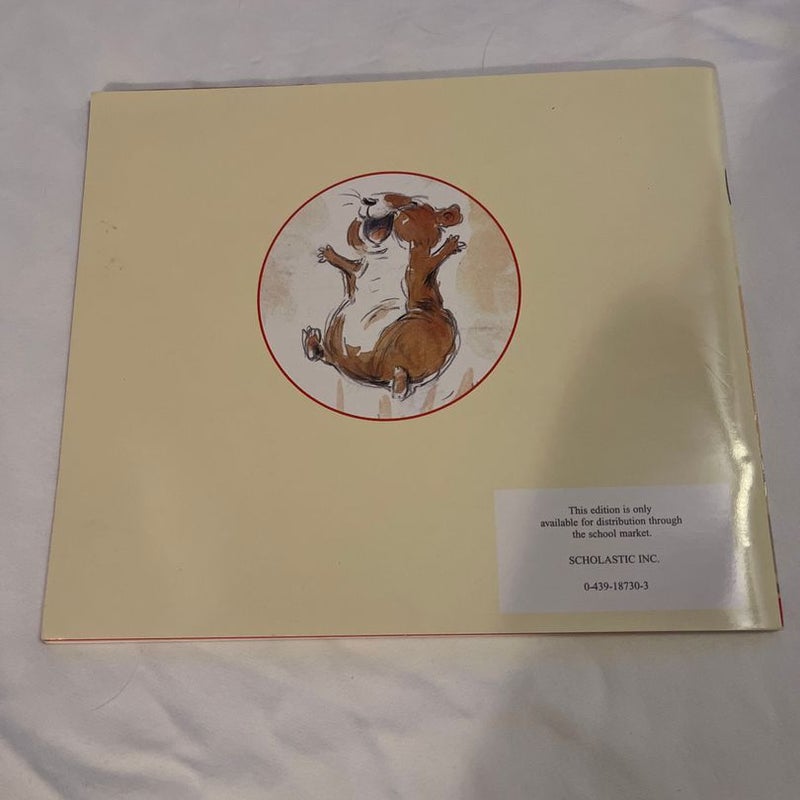 This edition is only
available for distribution through
the school market.
SCHOLASTIC INC.
0-439-18730-3